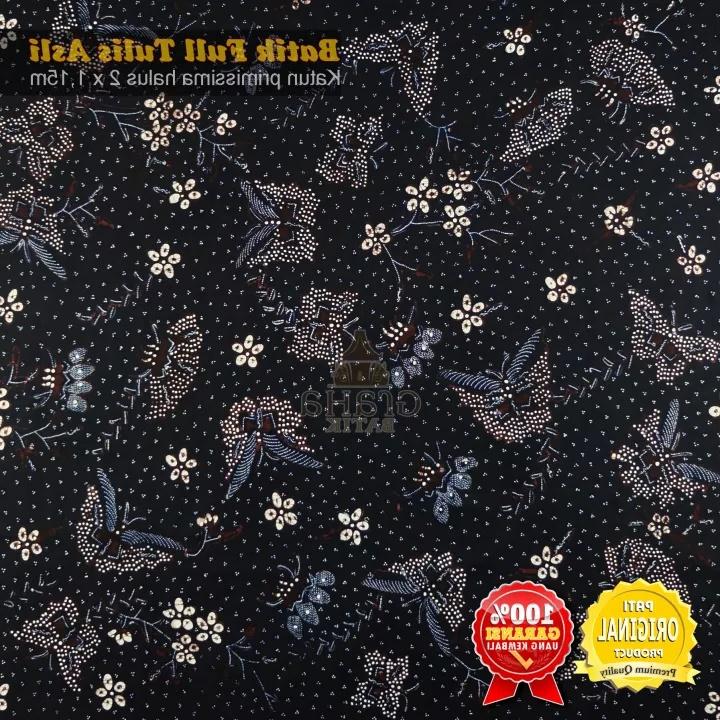 Batik Full Tulis Asli
Katun primissima halus 2 x 1.15m
Graha
BATIK
100%
GARANSI
UANG KEMBALI
PATI
ORIGINAL
PRODUCT
Premium Quality